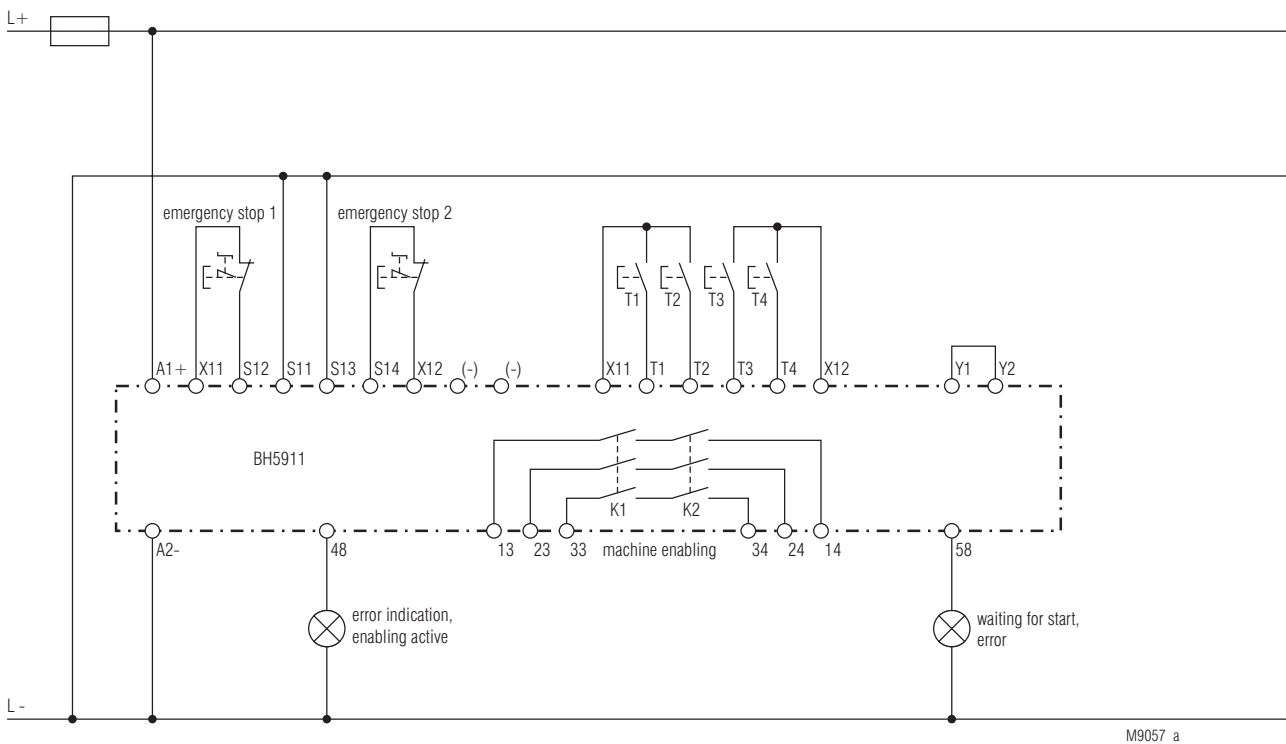 L+
emergency stop 1
emergency stop 2
T1 T2 T3 T4
A1+ X11 S12 S11 S13 S14 X12 (-) (-) X11 T1 T2 T3 T4 X12 Y1 Y2
BH5911
K1 K2
A2- 48 13 23 33 machine enabling 34 24 14 58
error indication,
enabling active
waiting for start,
error
L -
M9057_a